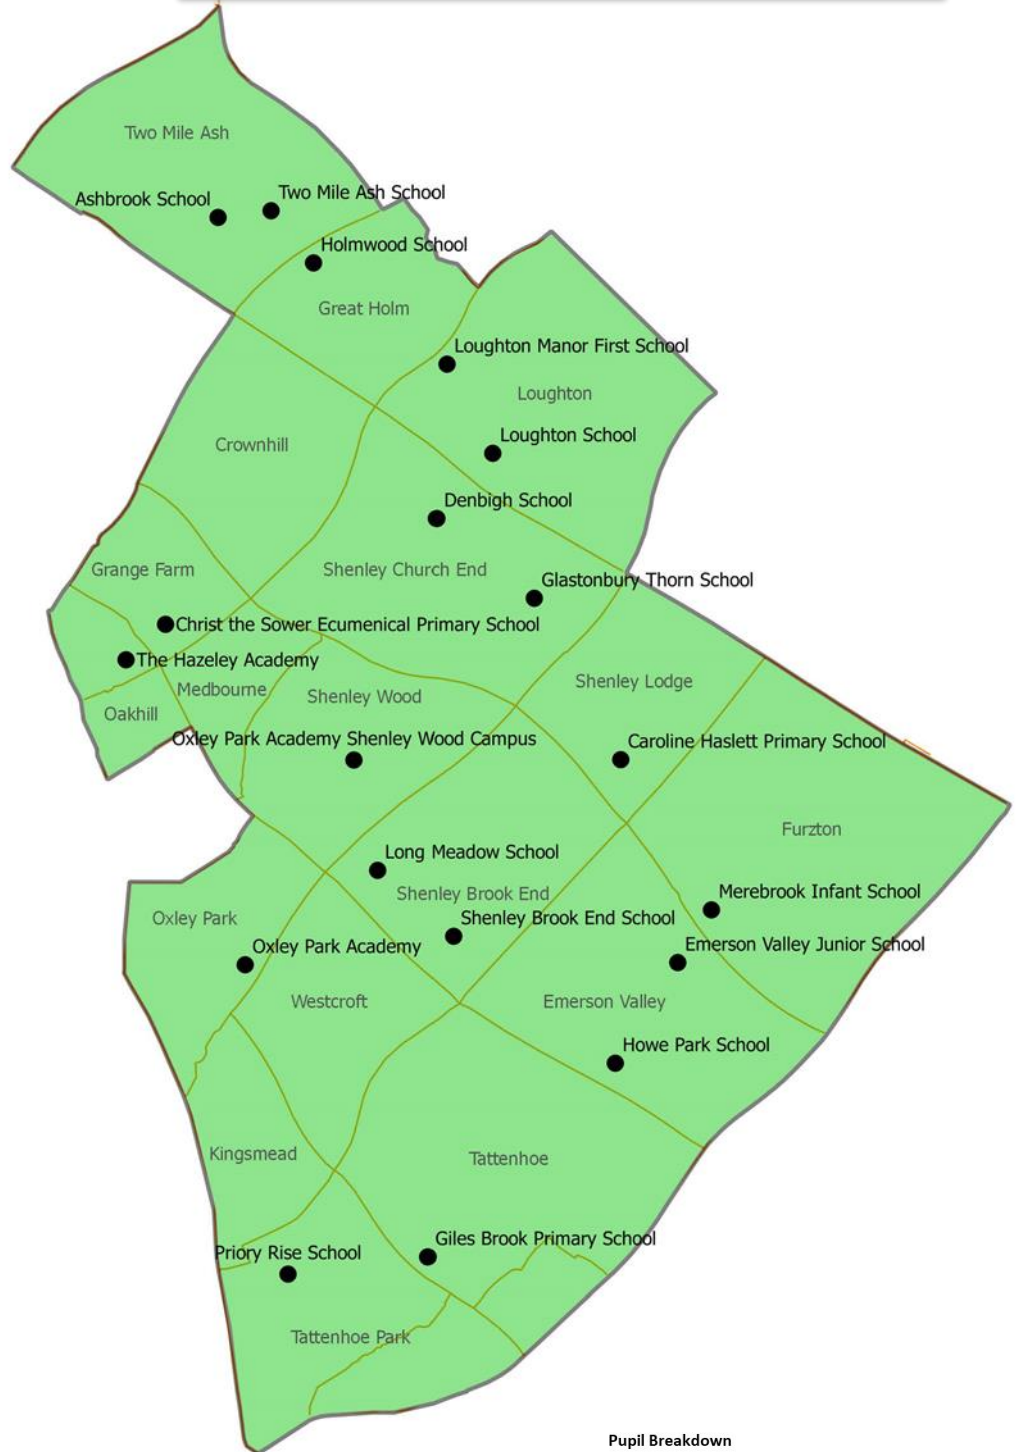 Two Mile Ash
Two Mile Ash School
Ashbrook School
Holmwood School
Great Holm
Loughton Manor First School
Loughton
Loughton School
Crownhill
Denbigh School
Grange Farm
Shenley Church End
Glastonbury Thorn School
Christ the Sower Ecumenical Primary School
The Hazeley Academy
Medbourne
Shenley Wood
Shenley Lodge
Oakhill
Oxley Park Academy Shenley Wood Campus
Caroline Haslett Primary School
Furzton
Long Meadow School
Shenley Brook End
Merebrook Infant School
Oxley Park
Shenley Brook End School
Oxley Park Academy
Emerson Valley Junior School
Westcroft
Emerson Valley
Howe Park School
Kingsmead
Tattenhoe
Giles Brook Primary School
Priory Rise School
Tattenhoe Park
Pupil Breakdown